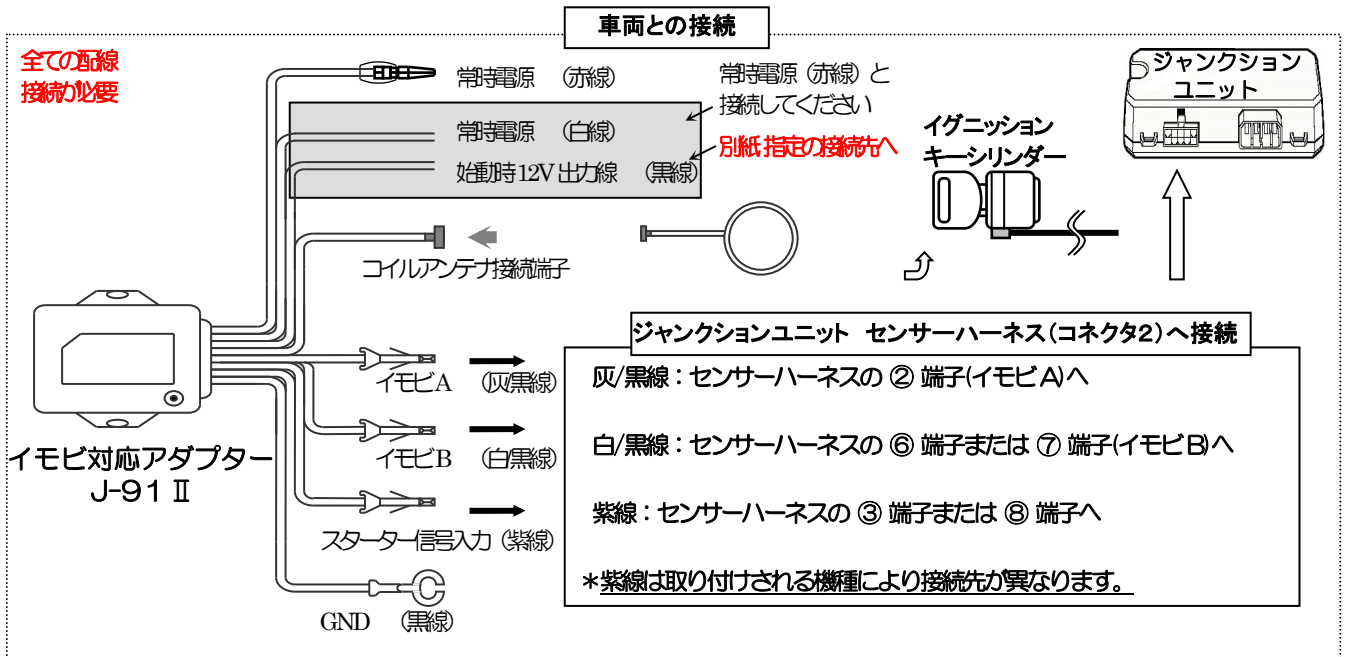 車両との接続
全ての配線
接続が必要
常時電源 (赤線)
常時電源 (赤線) と
接続してください
常時電源 (白線)
別紙 指定の接続先へ
始動時12V出力線 (黒線)
イグニッション
キーシリンダー
ジャンクション
ユニット
コイルアンテナ接続端子
イモビ対応アダプター
J-91Ⅱ
イモビA (灰黒線)
イモビB (白黒線)
スターター信号入力 (紫線)
GND (黒線)
ジャンクションユニット センサーハーネス(コネクタ2)へ接続
灰/黒線：センサーハーネスの ② 端子(イモビA)へ
白/黒線：センサーハーネスの ⑥ 端子または ⑦ 端子(イモビB)へ
紫線：センサーハーネスの ③ 端子または ⑧ 端子へ
*紫線は取り付けされる機種により接続先が異なります。